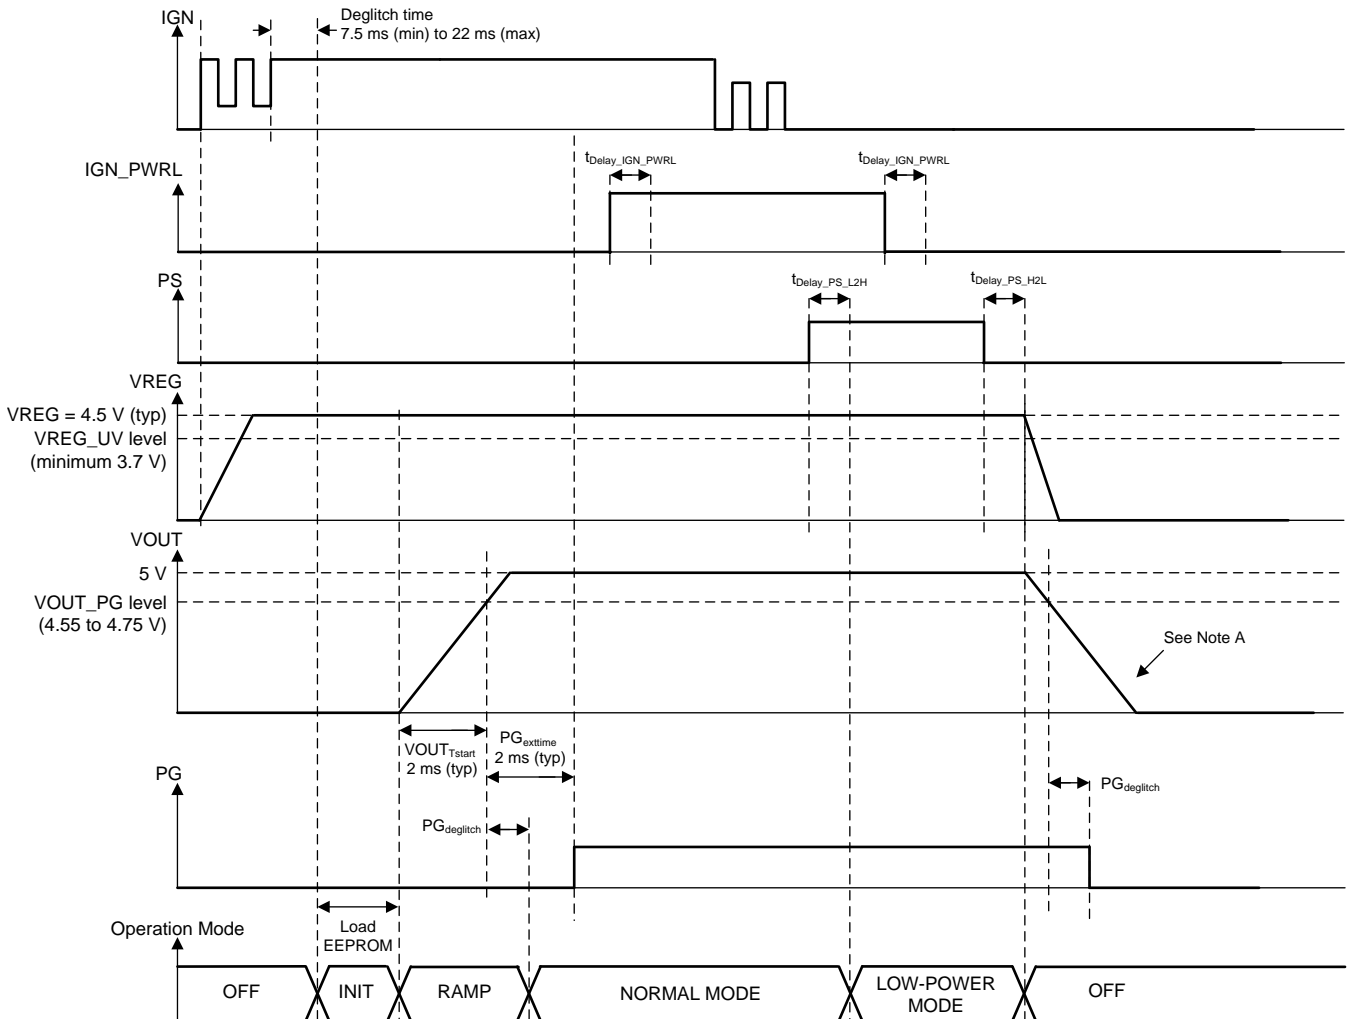 IGN
Deglitch time
7.5 ms (min) to 22 ms (max)
IGN_PWRL
tDelay_IGN_PWRL
tDelay_IGN_PWRL
PS
tDelay_PS_L2H
tDelay_PS_H2L
VREG
VREG = 4.5 V (typ)
VREG_UV level
(minimum 3.7 V)
VOUT
5 V
VOUT_PG level
(4.55 to 4.75 V)
See Note A
VOUTTstart
2 ms (typ)
PGexttime
2 ms (typ)
PG
PGdeglitch
PGdeglitch
Load
EEPROM
Operation Mode
OFF
INIT
RAMP
NORMAL MODE
LOW-POWER
MODE
OFF